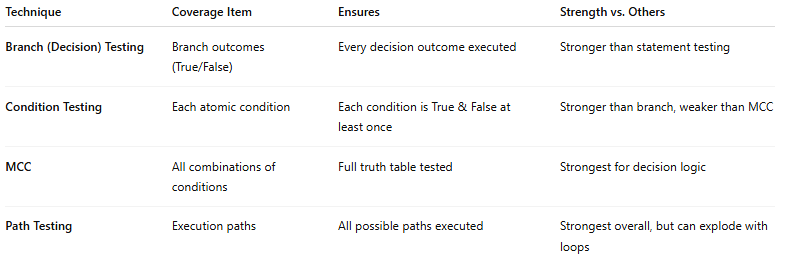 Technique Coverage Item Ensures Strength vs. Others
Branch (Decision) Testing Branch outcomes Every decision outcome executed Stronger than statement testing
(True/False)
Condition Testing Each atomic condition Each condition is True & False at Stronger than branch, weaker than MCC
least once
MCC All combinations of Full truth table tested Strongest for decision logic
conditions
Path Testing Execution paths All possible paths executed Strongest overall, but can explode with
loops